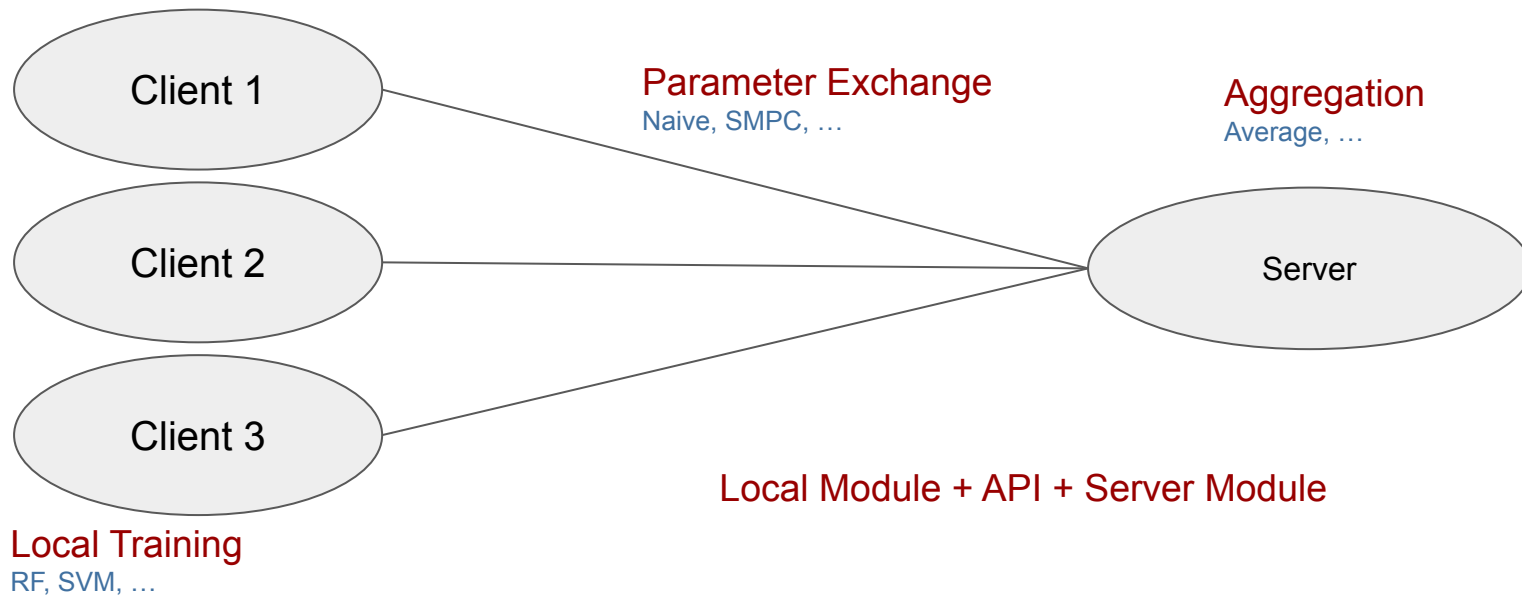 Client 1
Parameter Exchange
Naive, SMPC, …
Aggregation
Average, …
Client 2
Server
Client 3
Local Module + API + Server Module
Local Training
RF, SVM, …